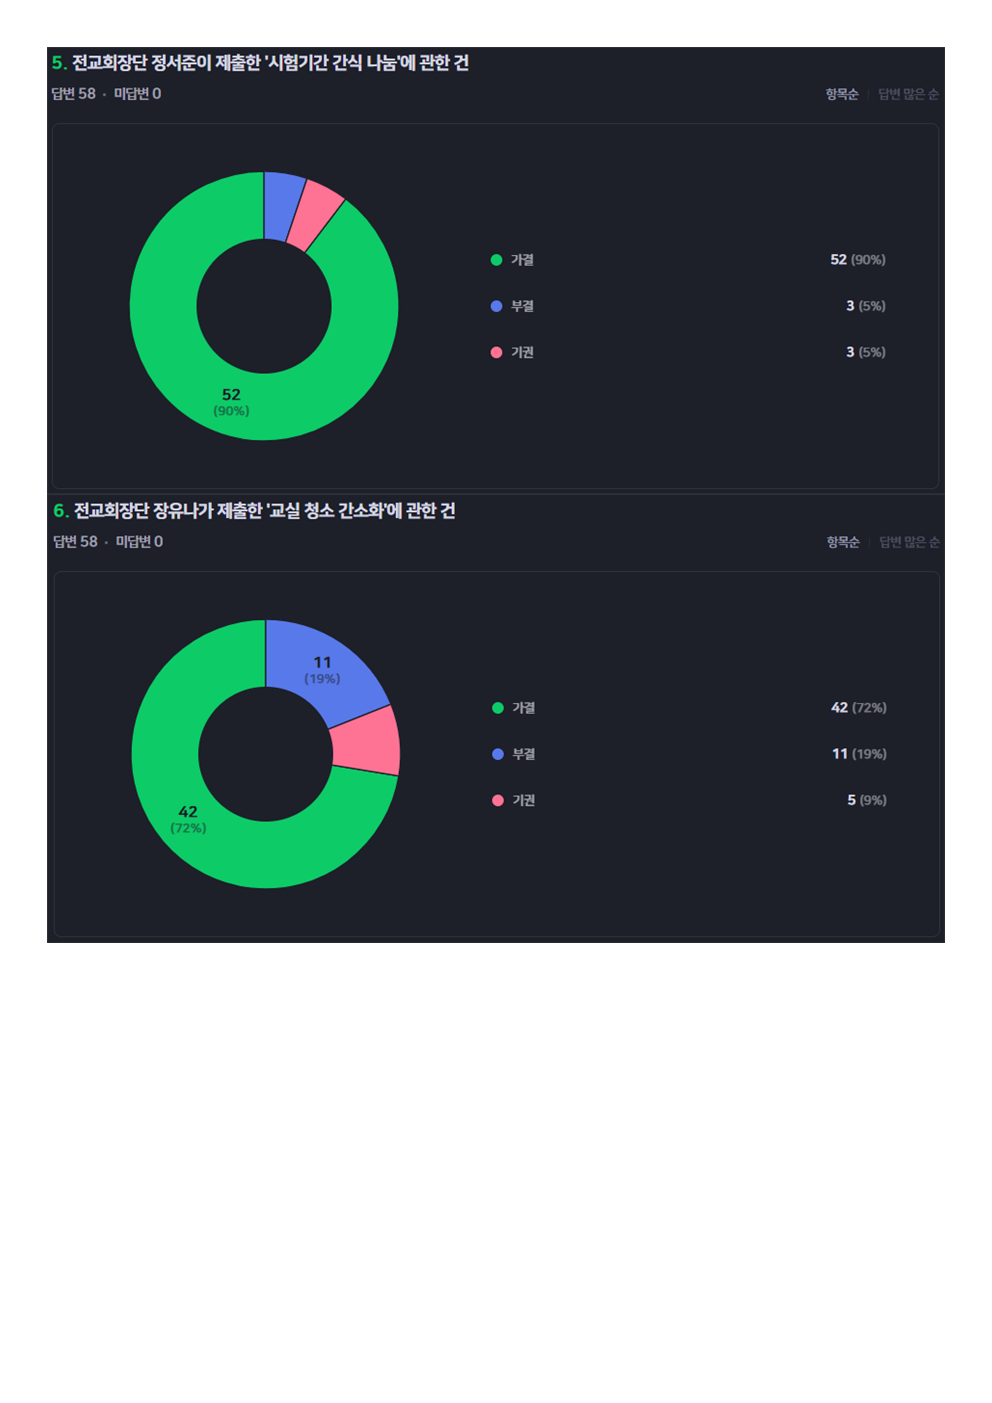 5. 전교회장단 정서준이 제출한 '시험기간 간식 나눔'에 관한 건
답변 58 · 미답변 0
항목순 | 답변 많은 순
52
(90%)
가결 52 (90%)
부결 3 (5%)
기권 3 (5%)
6. 전교회장단 장유나가 제출한 '교실 청소 간소화'에 관한 건
답변 58 · 미답변 0
항목순 | 답변 많은 순
11
(19%)
42
(72%)
가결 42 (72%)
부결 11 (19%)
기권 5 (9%)